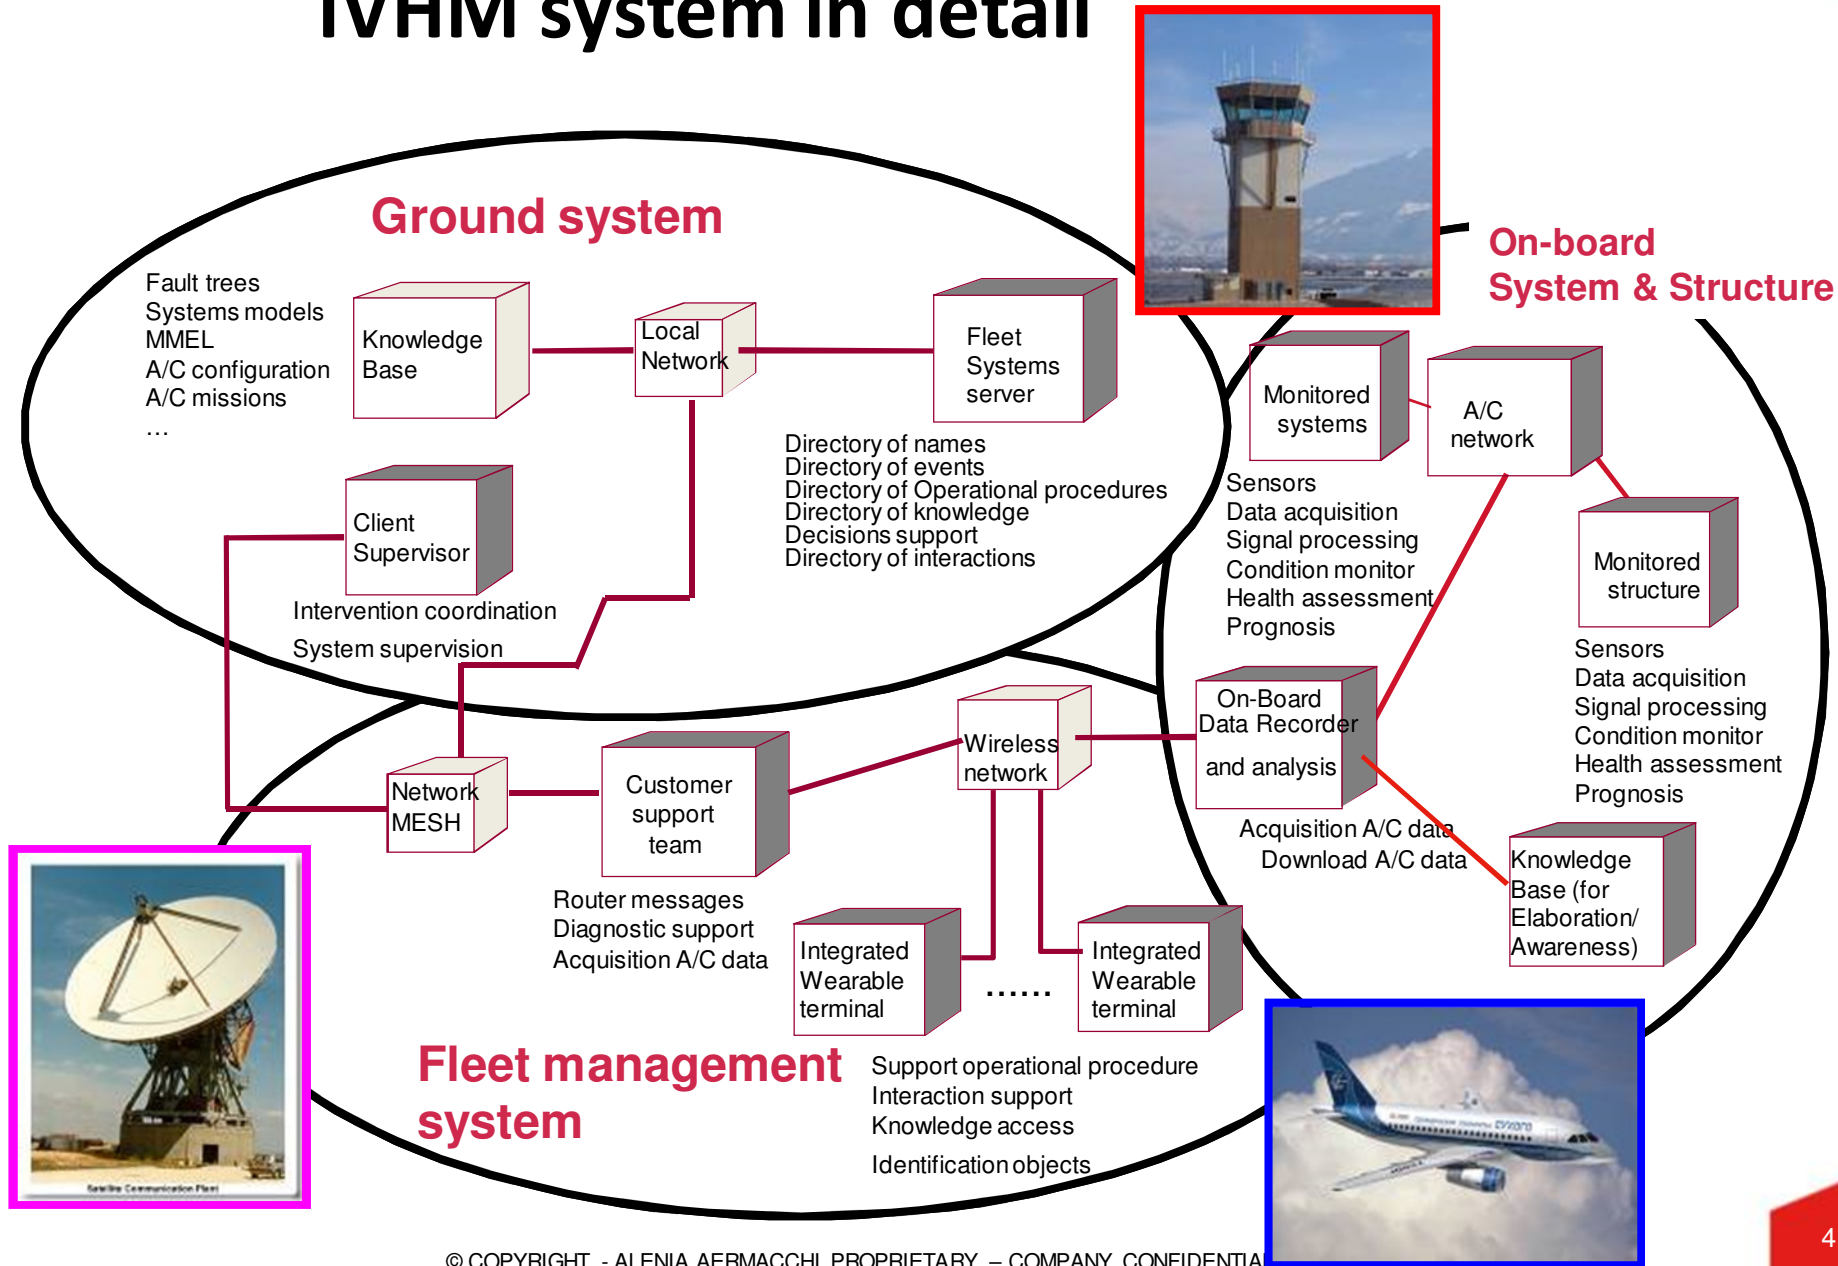 IVHM system in detail
Ground system
On-board
System & Structure
Fault trees
Systems models
MMEL
A/C configuration
A/C missions
…
Knowledge
Base
Local
Network
Fleet
Systems
server
Directory of names
Directory of events
Directory of Operational procedures
Directory of knowledge
Decisions support
Directory of interactions
Client
Supervisor
Intervention coordination
System supervision
Monitored
systems
A/C
network
Sensors
Data acquisition
Signal processing
Condition monitor
Health assessment
Prognosis
Monitored
structure
Sensors
Data acquisition
Signal processing
Condition monitor
Health assessment
Prognosis
On-Board
Data Recorder
and analysis
Acquisition A/C data
Download A/C data
Knowledge
Base (for
Elaboration/
Awareness)
Network
MESH
Customer
support
team
Wireless
network
Router messages
Diagnostic support
Acquisition A/C data
Integrated
Wearable
terminal
......
Integrated
Wearable
terminal
Fleet management
system
Support operational procedure
Interaction support
Knowledge access
Identification objects
Satellite Communication Plant
© COPYRIGHT - ALENIA AERMACCHI PROPRIETARY – COMPANY CONFIDENTIA
4